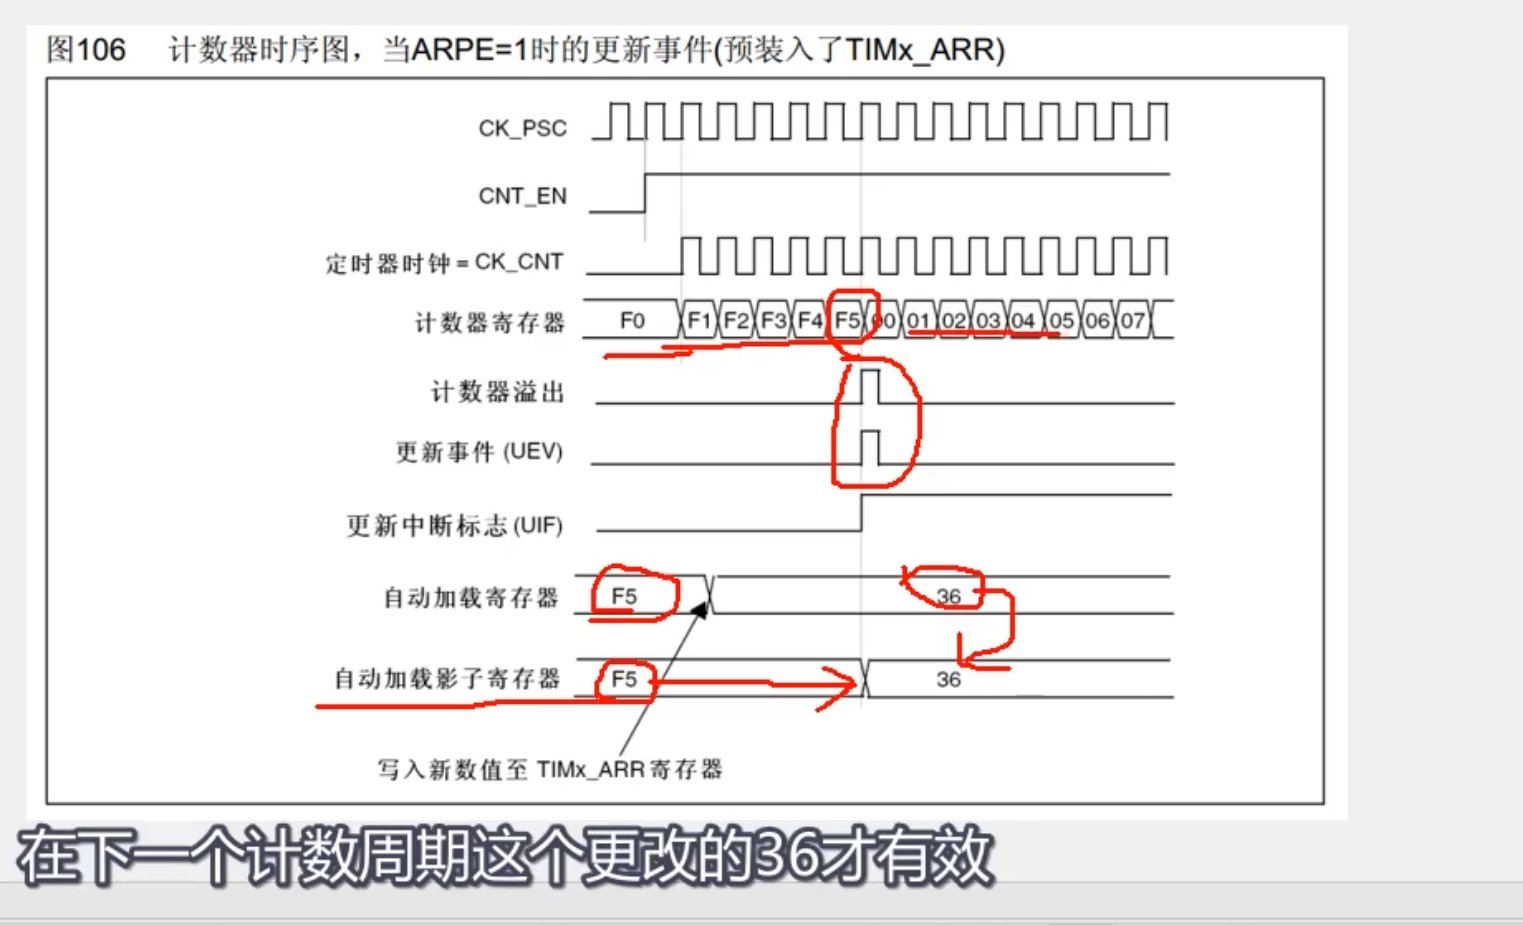 图106 计数器时序图，当ARPE=1时的更新事件(预装入了TIMx_ARR)
CK_PSC
CNT_EN
定时器时钟 = CK_CNT
计数器寄存器 F0 F1 F2 F3 F4 F5 00 01 02 03 04 05 06 07
计数器溢出
更新事件 (UEV)
更新中断标志 (UIF)
自动加载寄存器 F5 36
自动加载影子寄存器 F5 36
写入新数值至 TIMx_ARR 寄存器
在下一个计数周期这个更改的36才有效